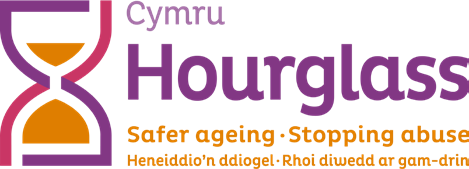 Cymru
Hourglass
Safer ageing · Stopping abuse
Heneiddio'n ddiogel · Rhoi diwedd ar gam-drin